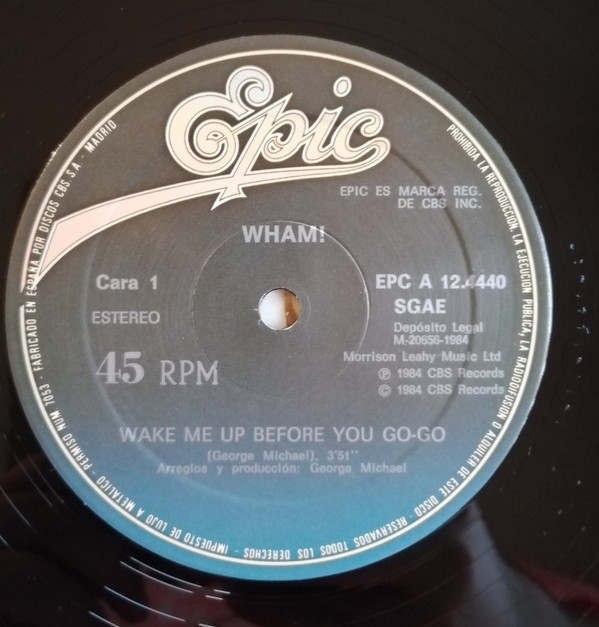 Epic
EPIC ES MARCA REG.
DE CBS INC.
WHAM!
Cara 1
EPC A 12.4440
SGAE
ESTEREO
Depósito Legal
M-20656-1984
45 RPM
Morrison Leahy Music Ltd
Ⓟ 1984 CBS Records
© 1984 CBS Records
WAKE ME UP BEFORE YOU GO-GO
(George Michael), 3'51''
Arreglos y producción: George Michael
PROHIBIDA LA REPRODUCCION, LA EJECUCION PUBLICA, LA RADIODIFUSION O ALQUILER DE ESTE DISCO - RESERVADOS TODOS LOS DERECHOS - IMPUESTO DE LUJO A METALICO - PERMISO NUM 7053 - FABRICADO EN ESPAÑA POR DISCOS CBS, S.A. - MADRID